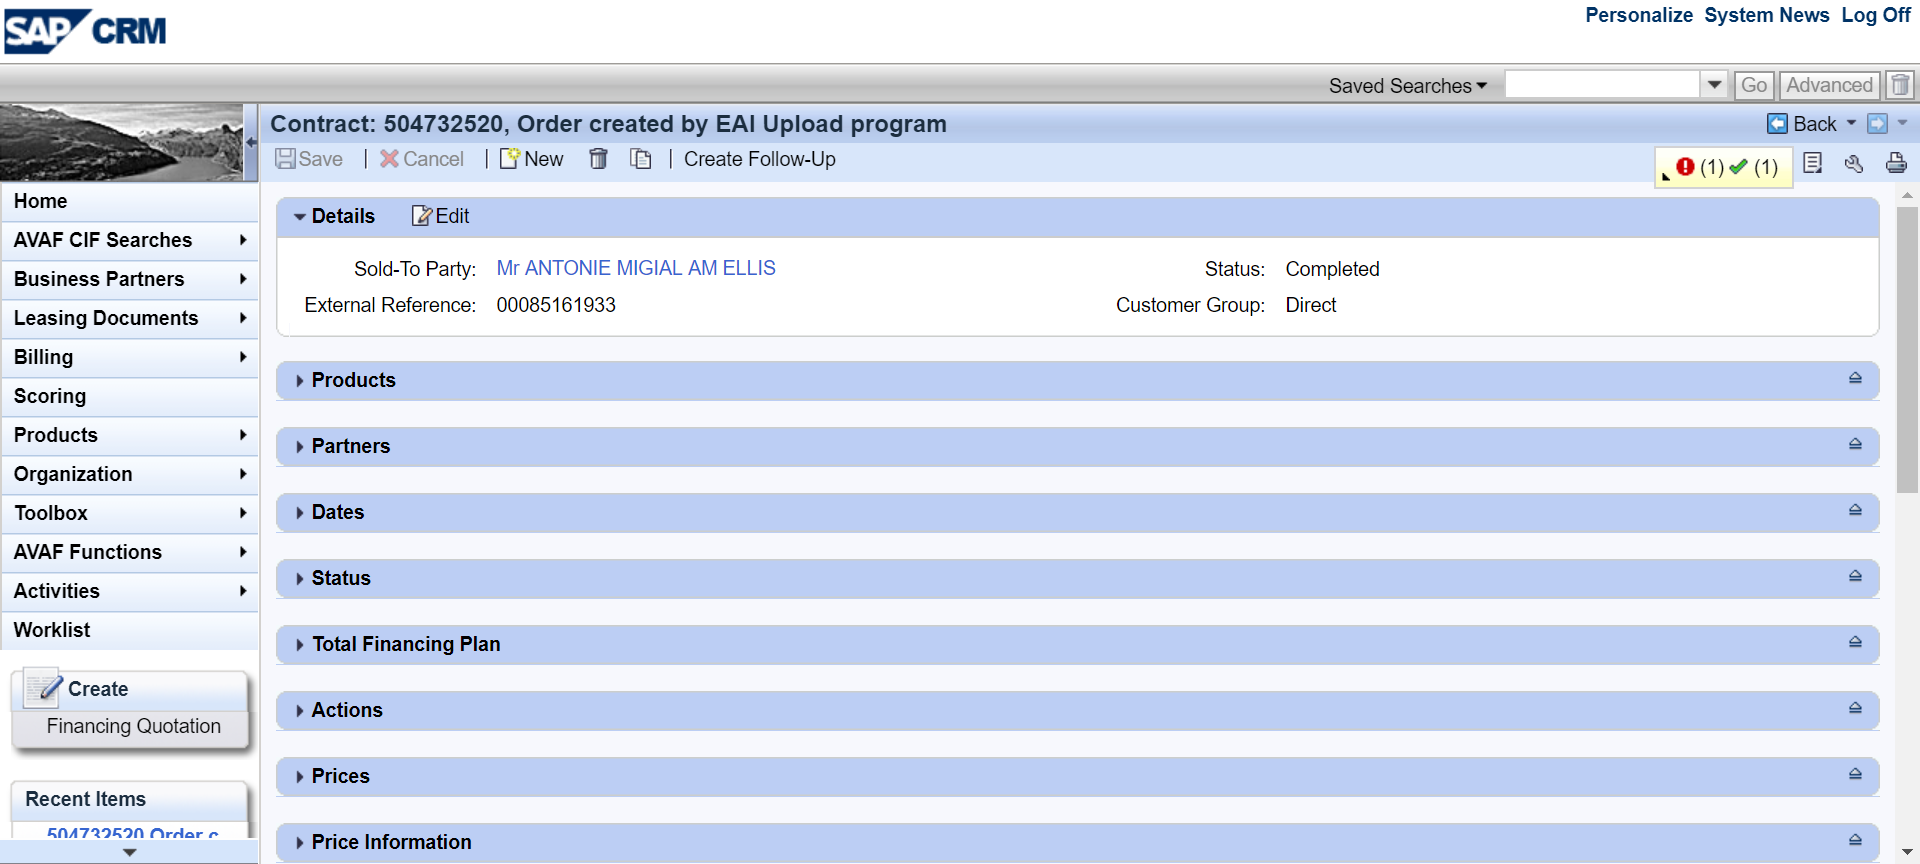 SAP CRM
Personalize System News Log Off
Saved Searches Go Advanced
Contract: 504732520, Order created by EAI Upload program Back
Save | Cancel | New | Create Follow-Up (1) (1)
Home
AVAF CIF Searches
Business Partners
Leasing Documents
Billing
Scoring
Products
Organization
Toolbox
AVAF Functions
Activities
Worklist
Create
Financing Quotation
Recent Items
504732520 Order c
Details Edit
Sold-To Party: Mr ANTONIE MIGIAL AM ELLIS Status: Completed
External Reference: 00085161933 Customer Group: Direct
Products
Partners
Dates
Status
Total Financing Plan
Actions
Prices
Price Information